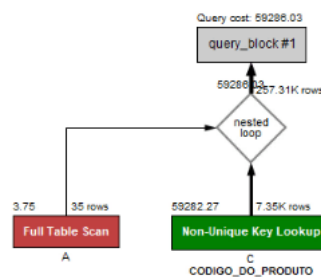 Query cost: 59286.03
query_block #1
59286.03
257.31K rows
nested
loop
3.75
35 rows
59282.27
7.35K rows
Full Table Scan
Non-Unique Key Lookup
A
C
CODIGO_DO_PRODUTO